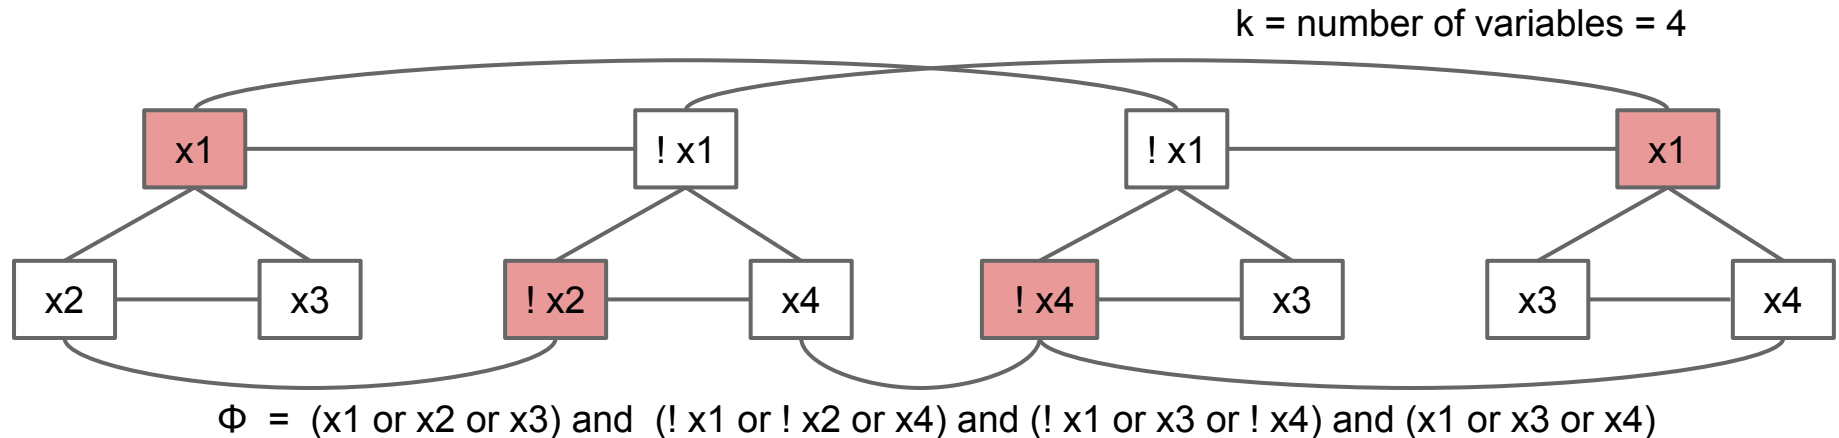 k = number of variables = 4
x1
! x1
! x1
x1
x2
x3
! x2
x4
! x4
x3
x3
x4
Φ = (x1 or x2 or x3) and (! x1 or ! x2 or x4) and (! x1 or x3 or ! x4) and (x1 or x3 or x4)